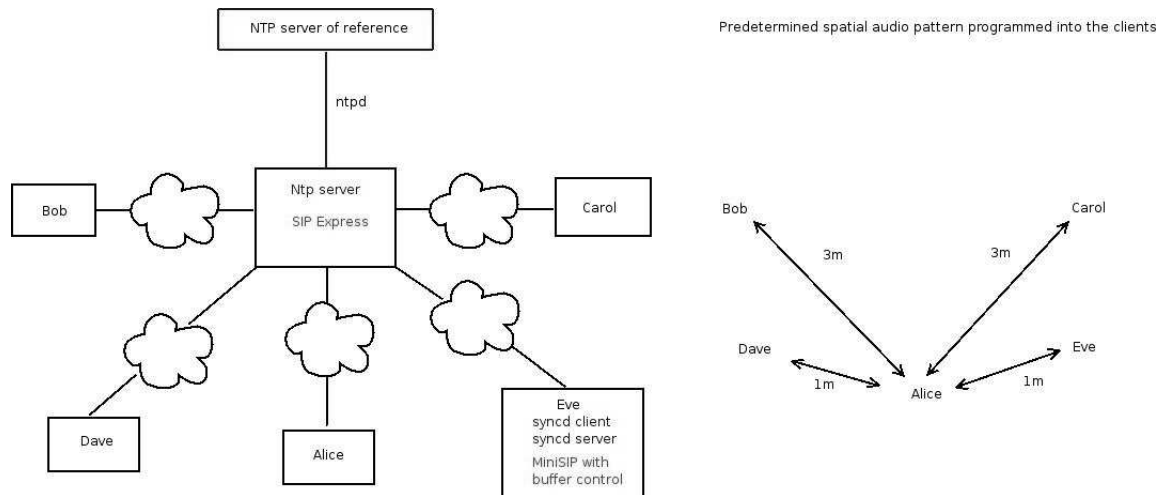 NTP server of reference
Predetermined spatial audio pattern programmed into the clients
ntpd
Ntp server
SIP Express
Bob
Carol
Dave
Alice
Eve
syncd client
syncd server
MiniSIP with
buffer control
Bob
Carol
3m
3m
Dave
Eve
1m
1m
Alice